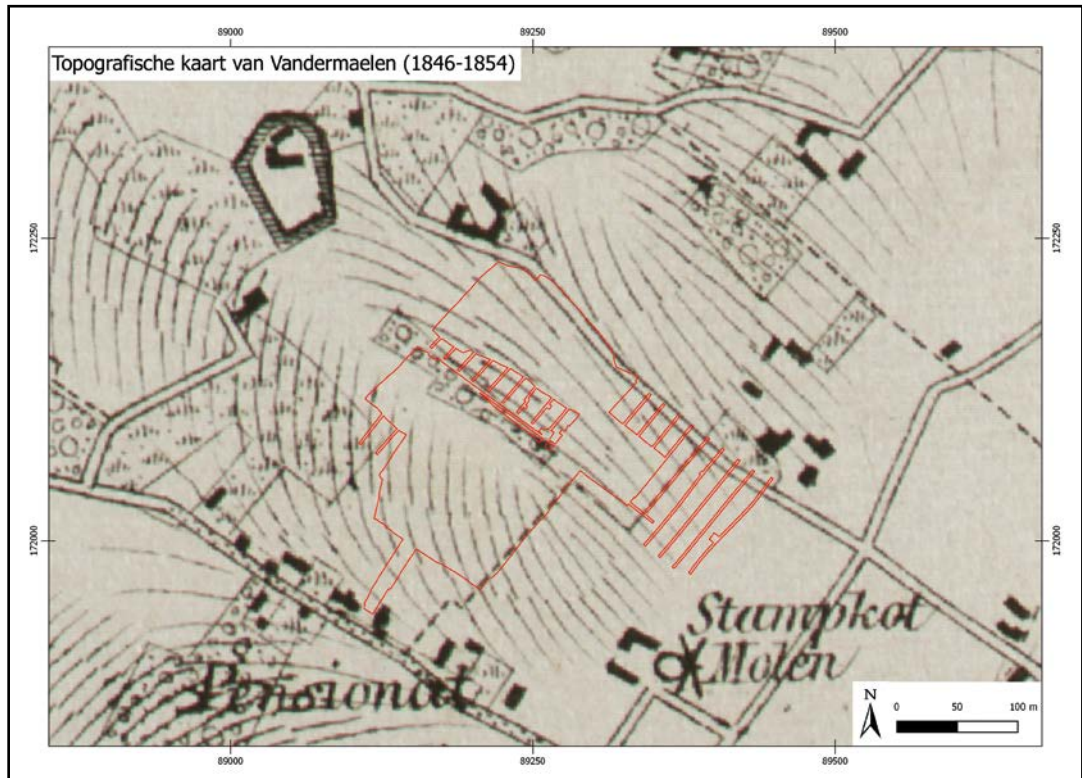 89000 89250 89500
Topografische kaart van Vandermaelen (1846-1854)
172250 172250
172000 172000
Stampkot
Molen
Pensionat
N
0 50 100 m
89000 89250 89500